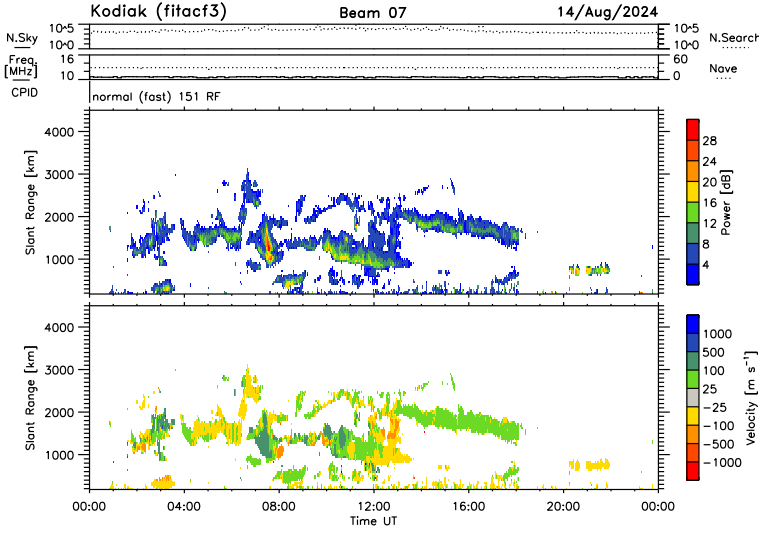 Kodiak (fitacf3) Beam 07 14/Aug/2024
N.Sky 10^5 10^5 N.Search
10^0 10^0
Freq. 16 60 Nave
[MHz] 10 0
CPID normal (fast) 151 RF
Slant Range [km]
4000
3000
2000
1000
28
24
20
16
12
8
4
Power [dB]
Slant Range [km]
4000
3000
2000
1000
1000
500
100
25
-25
-100
-500
-1000
Velocity [m s⁻¹]
00:00 04:00 08:00 12:00 16:00 20:00 00:00
Time UT